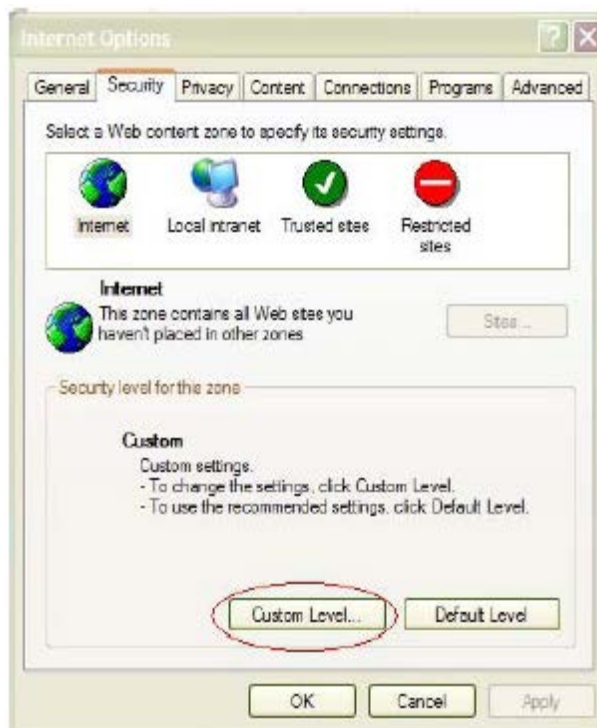 Internet Options
General Security Privacy Content Connections Programs Advanced
Select a Web content zone to specify its security settings.
Internet Local intranet Trusted sites Restricted
sites
Internet
This zone contains all Web sites you
haven't placed in other zones
Sites...
Security level for this zone
Custom
Custom settings.
- To change the settings, click Custom Level.
- To use the recommended settings, click Default Level.
Custom Level... Default Level
OK Cancel Apply